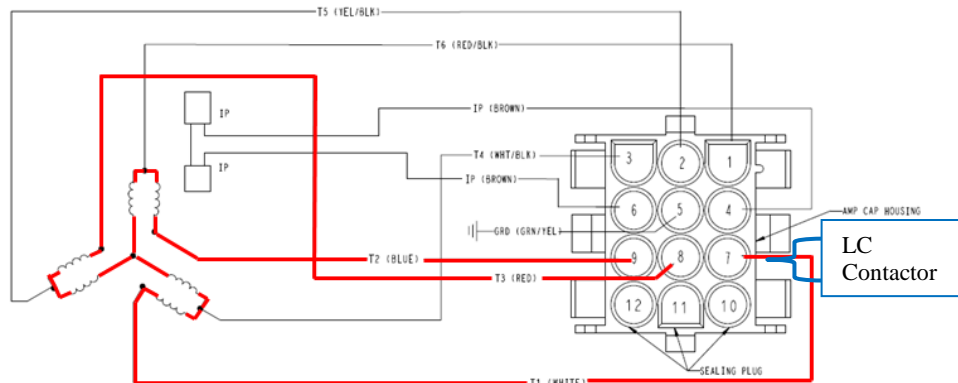 T5 (YEL/BLK)
T6 (RED/BLK)
IP
IP (BROWN)
T4 (WHT/BLK)
3
2
1
IP
IP (BROWN)
6
5
4
AMP CAP HOUSING
GRD (GRN/YEL)
LC
Contactor
T2 (BLUE)
9
8
7
T3 (RED)
12
11
10
SEALING PLUG
T1 (WHITE)